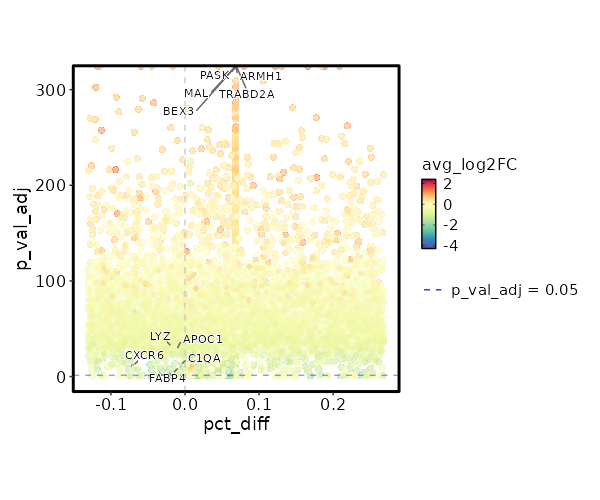 PASK ARMH1
MAL TRABD2A
BEX3
LYZ APOC1
CXCR6 C1QA
FABP4
300
200
100
0
p_val_adj
-0.1 0.0 0.1 0.2
pct_diff
avg_log2FC
2
0
-2
-4
p_val_adj = 0.05